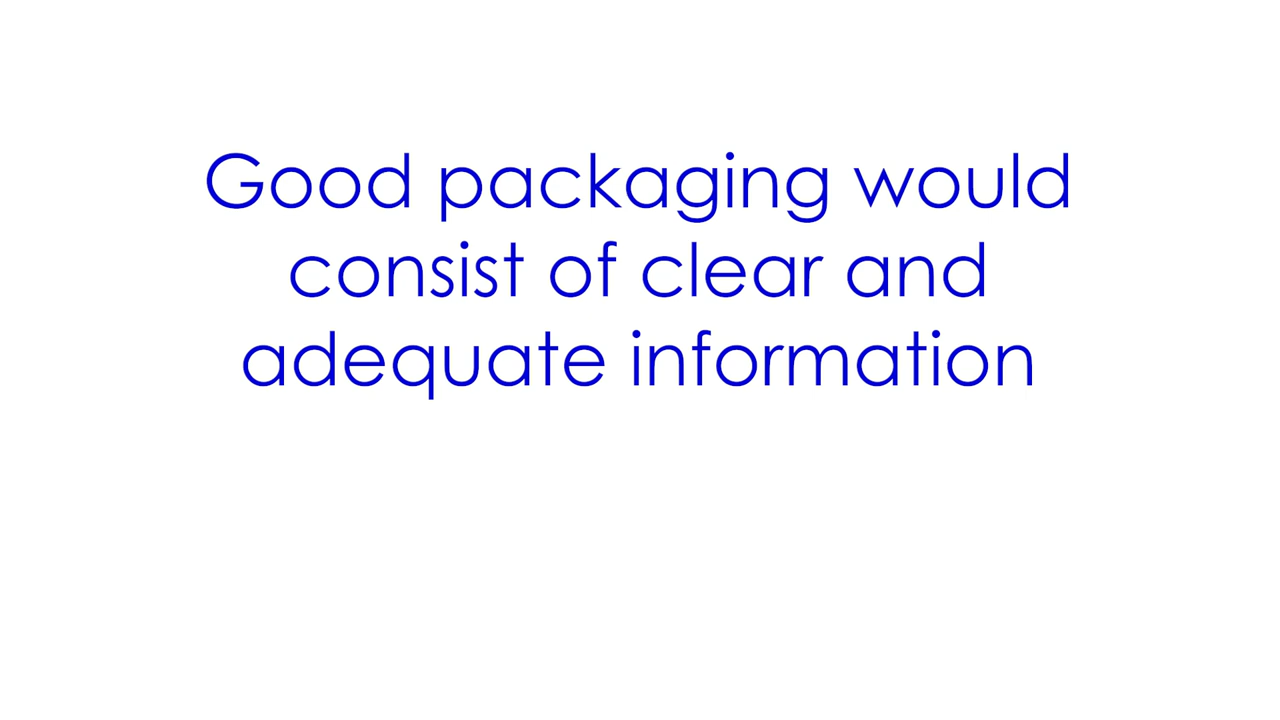 Good packaging would
consist of clear and
adequate information